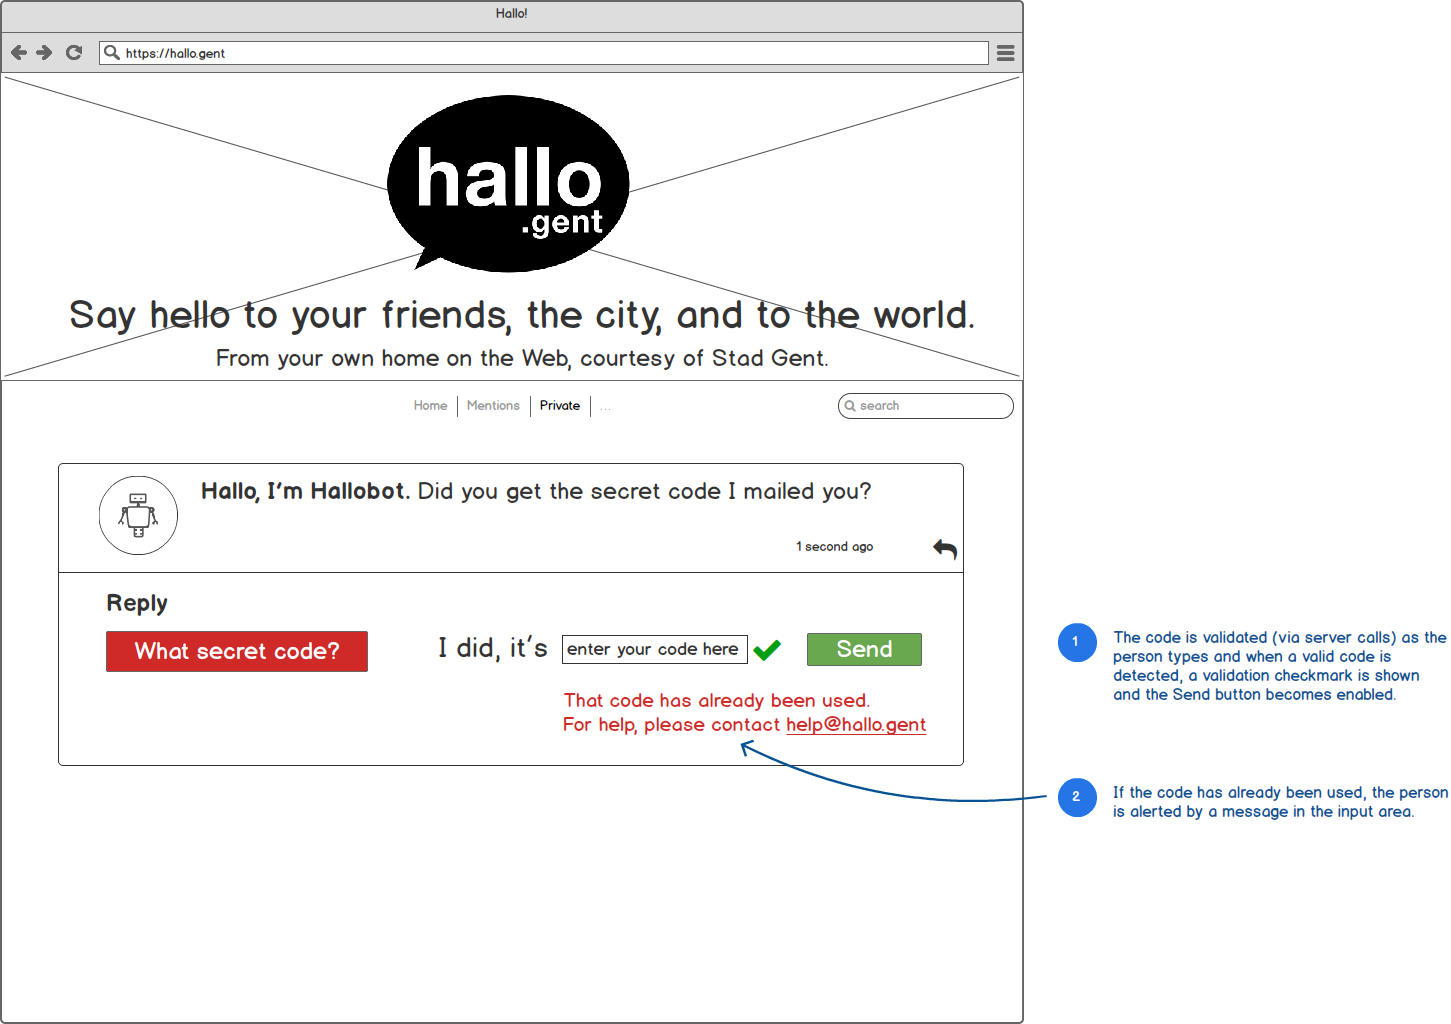 Hallo!
https://hallo.gent
hallo
.gent
Say hello to your friends, the city, and to the world.
From your own home on the Web, courtesy of Stad Gent.
Home Mentions Private ...
search
Hallo, I'm Hallobot. Did you get the secret code I mailed you?
1 second ago
Reply
What secret code? I did, it's enter your code here Send
That code has already been used.
For help, please contact help@hallo.gent
1
The code is validated (via server calls) as the
person types and when a valid code is
detected, a validation checkmark is shown
and the Send button becomes enabled.
2
If the code has already been used, the person
is alerted by a message in the input area.